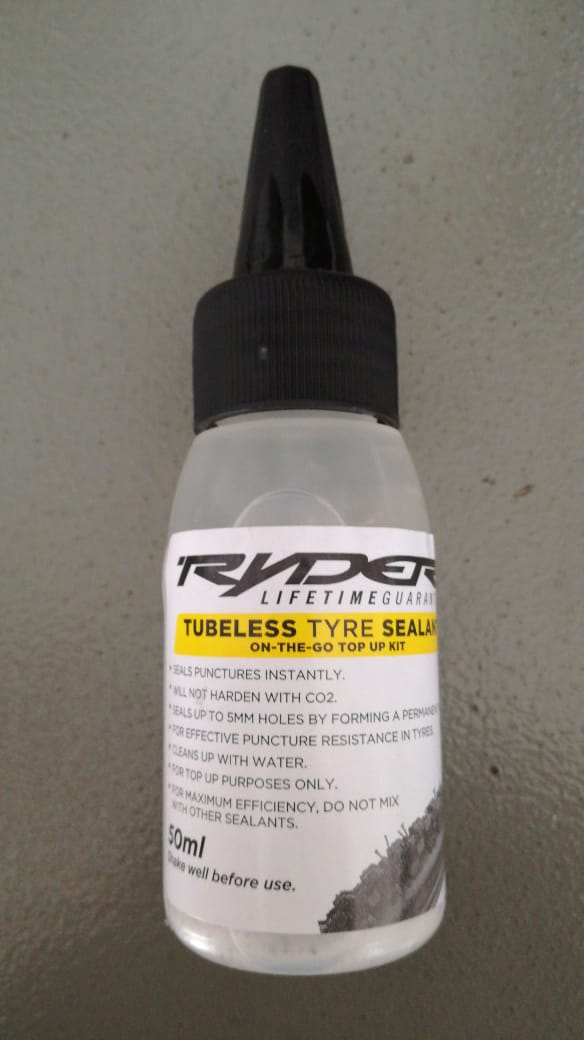 RYDER
LIFETIMEGUARANT
TUBELESS TYRE SEALAN
ON-THE-GO TOP UP KIT
• SEALS PUNCTURES INSTANTLY.
• WILL NOT HARDEN WITH CO2.
• SEALS UP TO 5MM HOLES BY FORMING A PERMANEN
• FOR EFFECTIVE PUNCTURE RESISTANCE IN TYRES.
• CLEANS UP WITH WATER.
• FOR TOP UP PURPOSES ONLY.
• FOR MAXIMUM EFFICIENCY, DO NOT MIX
WITH OTHER SEALANTS.
50ml
Shake well before use.